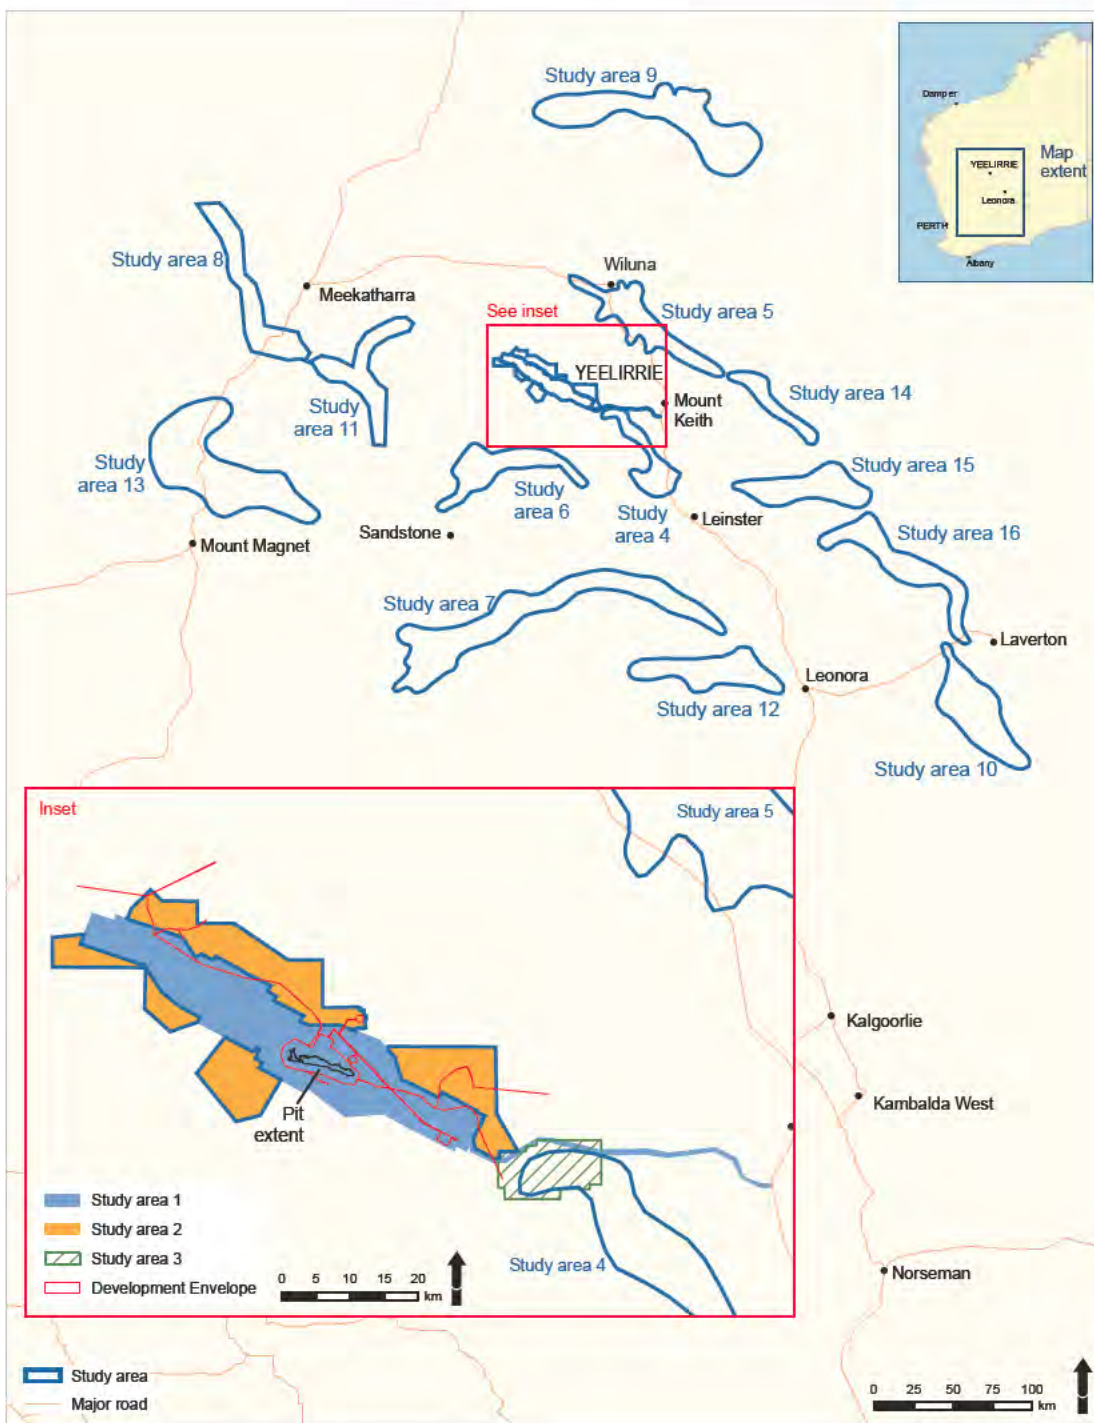 Study area 9
Damper
YEELIRRIE
Map
extent
Leonora
PERTH
Albany
Study area 8
Meekatharra
Wiluna
See inset
Study area 5
YEELIRRIE
Mount
Keith
Study area 14
Study
area 11
Study
area 13
Study area 15
Study
area 6
Study
area 4
Leinster
Sandstone
Mount Magnet
Study area 16
Study area 7
Laverton
Leonora
Study area 12
Study area 10
Inset
Study area 5
Pit
extent
Kalgoorlie
Kambalda West
Study area 1
Study area 2
Study area 3
Development Envelope
0 5 10 15 20
km
Study area 4
Norseman
Study area
Major road
0 25 50 75 100
km